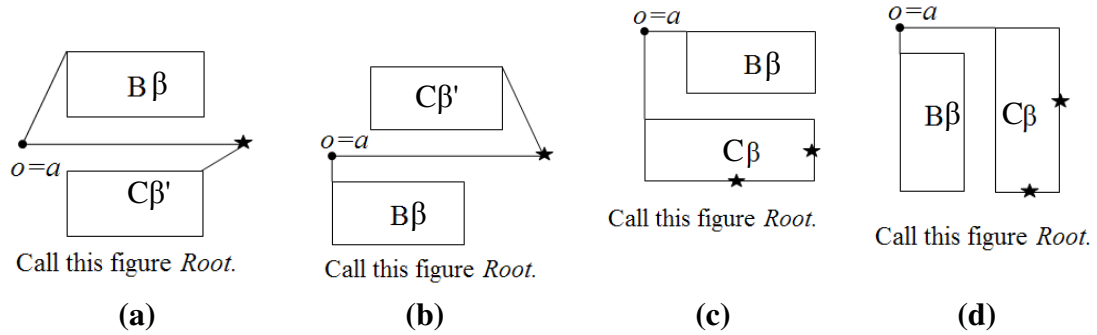 Bβ
o=a
Cβ'
Call this figure Root.
(a)
Cβ'
o=a
Bβ
Call this figure Root.
(b)
o=a
Bβ
Cβ
Call this figure Root.
(c)
o=a
Bβ Cβ
Call this figure Root.
(d)